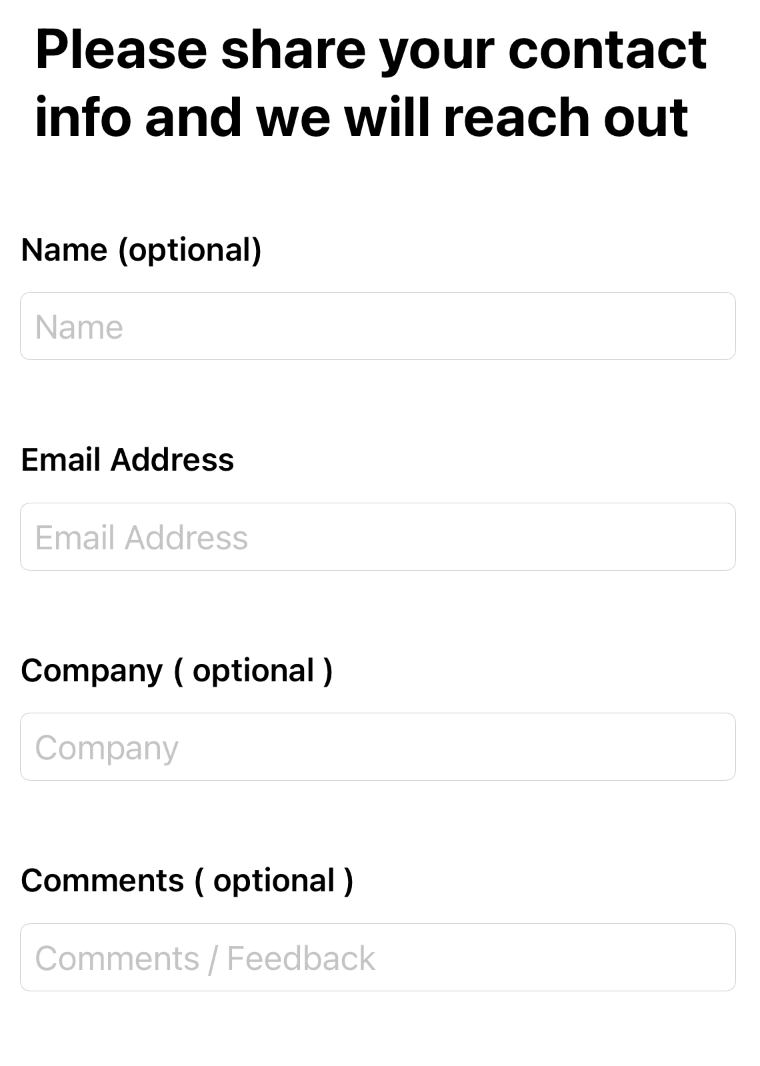 Please share your contact
info and we will reach out
Name (optional)
Name
Email Address
Email Address
Company ( optional )
Company
Comments ( optional )
Comments / Feedback